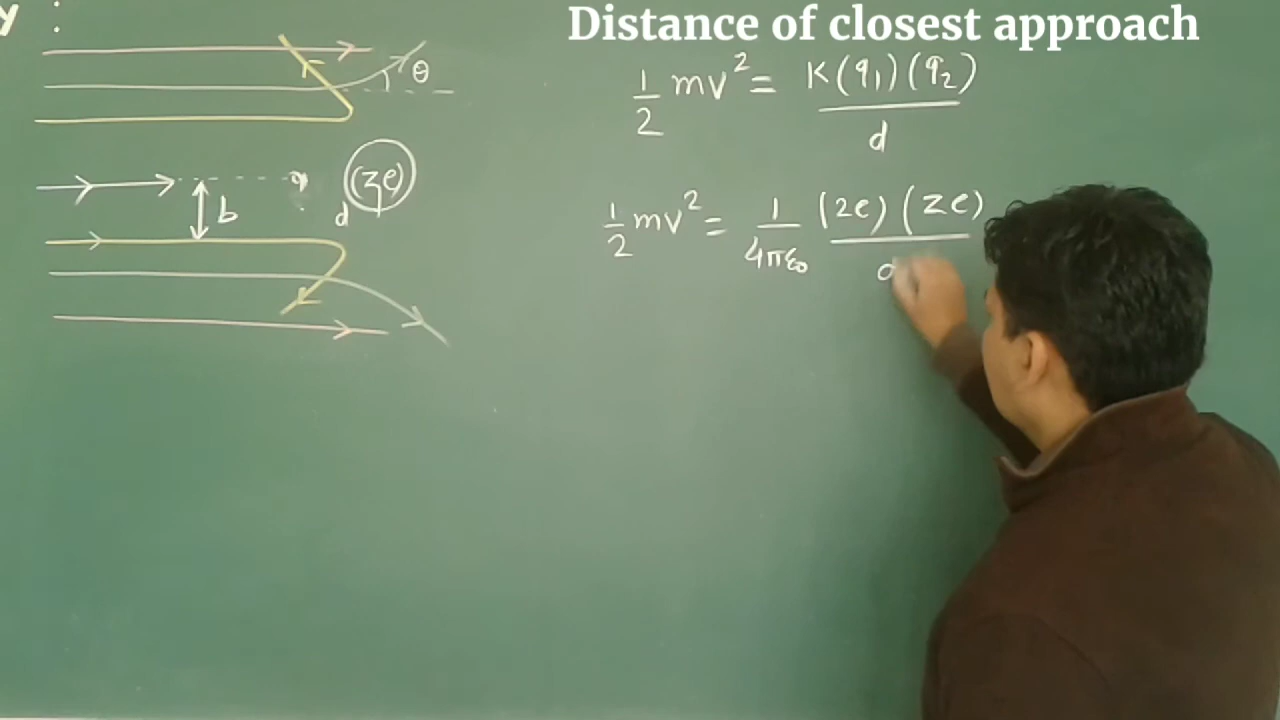 y :
Distance of closest approach
θ
1/2 mv² = K(q₁)(q₂)/d
(ze)
b
d
1/2 mv² = 1/4πε₀ (2e)(Ze)/d